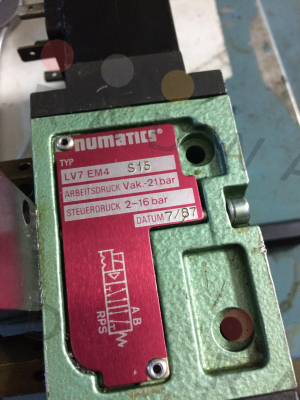 numatics®
TYP
LV7 EM4 S15
ARBEITSDRUCK Vak.-21bar
STEUERDRUCK 2-16 bar
DATUM 7/87
A B
RPS